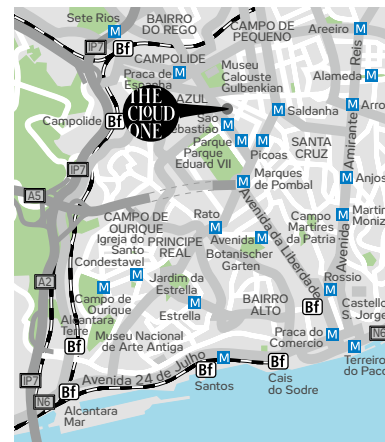 Sete Rios
BAIRRO
DO REGO
CAMPO DE
PEQUENO
Areeiro
M
M
IP7
Bf
CAMPOLIDE
Praca de
Espanha
M
Museu
Calouste
Gulbenkian
Alameda
M
Reis
THE
CLOUD
ONE
AZUL
Campolide
Bf
Sao
Sebastiao
M
M
Saldanha
M
Arro
Parque
M
M
Parque
Eduard VII
Picoas
SANTA
CRUZ
Amirante
IP7
A5
M
Marques
de Pombal
M
Anjos
CAMPO DE
OURIQUE
Rato
M
Avenida da Liberdade
Campo
Martires
da Patria
M
Martim
Moniz
Igreja do
Santo
Condestavel
M
PRINCIPE
REAL
Avenida
M
Botanischer
Garten
Avenida
A2
M
Campo de
Ourique
Jardim da
Estrella
M
Estrella
BAIRRO
ALTO
Rossio
M
Bf
Castello
S. Jorge
Alcantara
Terre
Bf
Museu Nacional
de Arte Antiga
Praca do
Comercio
M
N6
IP7
Avenida 24 de Julho
M
Santos
Bf
Bf
Cais
do Sodre
M
Terreiro
do Paco
N6
Bf
Alcantara
Mar